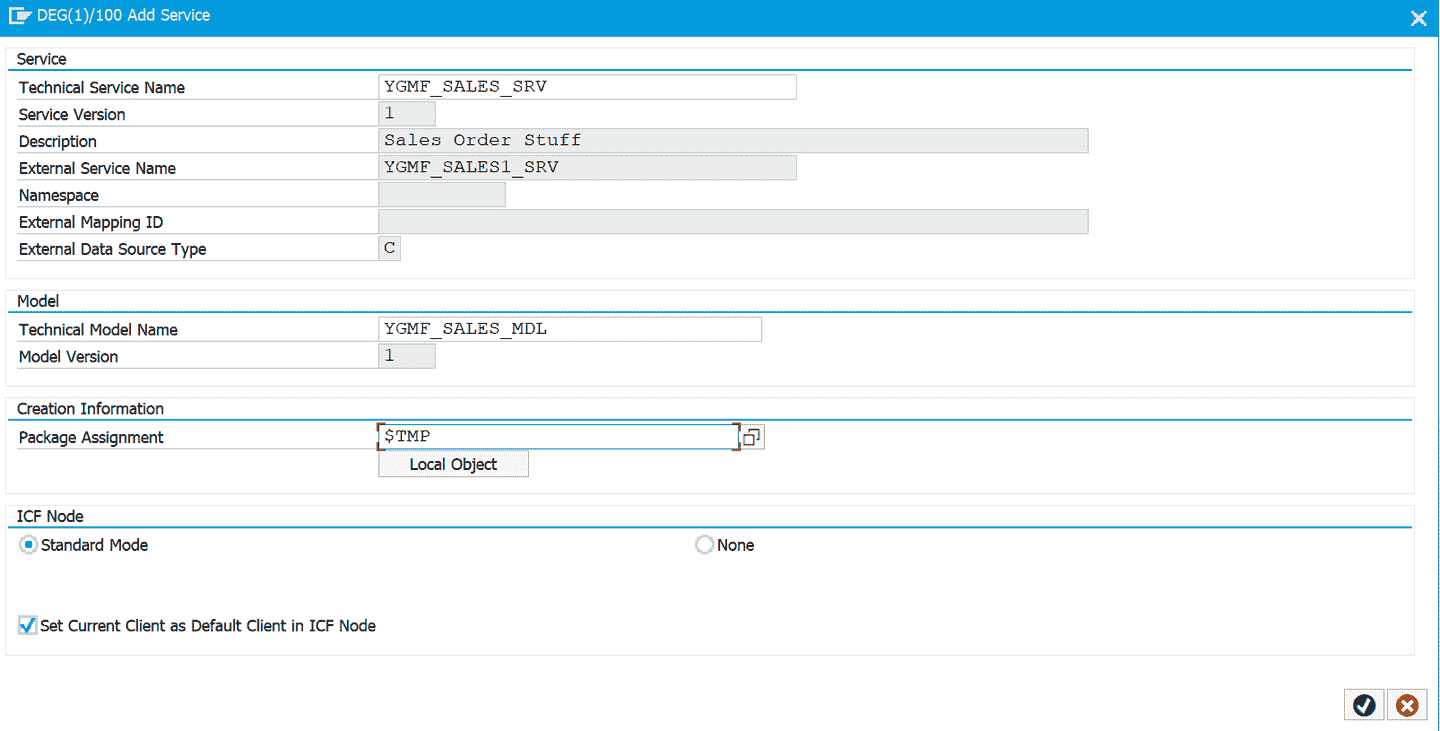 DEG(1)/100 Add Service
Service
Technical Service Name YGMF_SALES_SRV
Service Version 1
Description Sales Order Stuff
External Service Name YGMF_SALES1_SRV
Namespace
External Mapping ID
External Data Source Type C
Model
Technical Model Name YGMF_SALES_MDL
Model Version 1
Creation Information
Package Assignment $TMP
Local Object
ICF Node
Standard Mode None
Set Current Client as Default Client in ICF Node